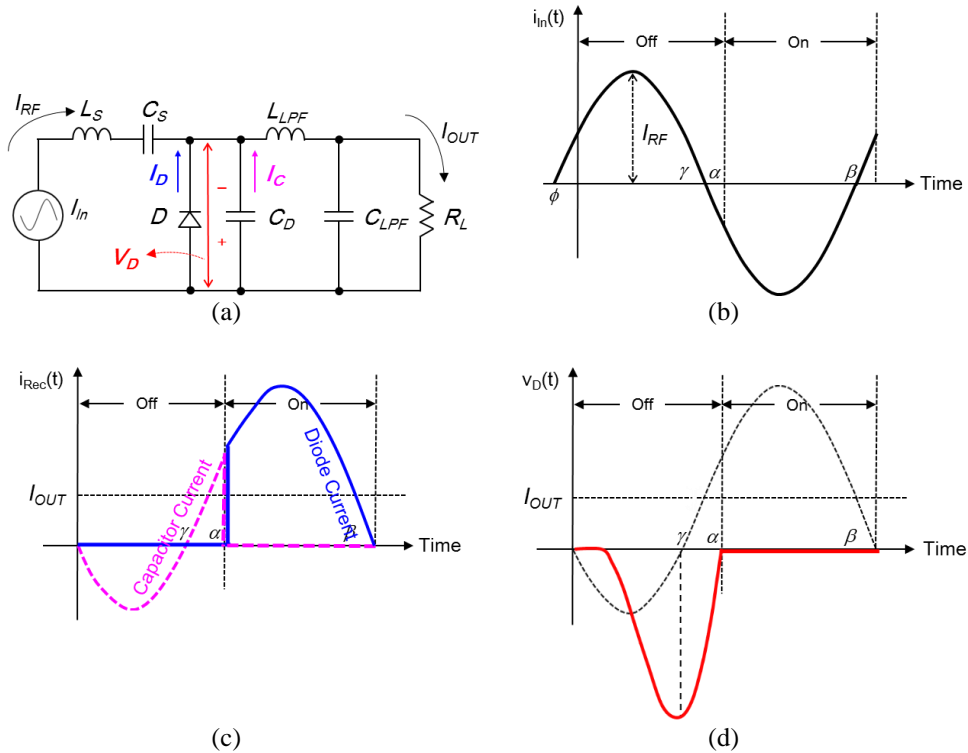 I_RF
L_S
C_S
L_LPF
I_OUT
I_D
I_C
I_In
D
C_D
C_LPF
R_L
−
+
V_D
(a)
i_In(t)
Off
On
I_RF
γ
α
β
ϕ
Time
(b)
i_Rec(t)
Off
On
Capacitor Current
Diode Current
I_OUT
γ
α
β
Time
(c)
v_D(t)
Off
On
I_OUT
γ
α
β
Time
(d)